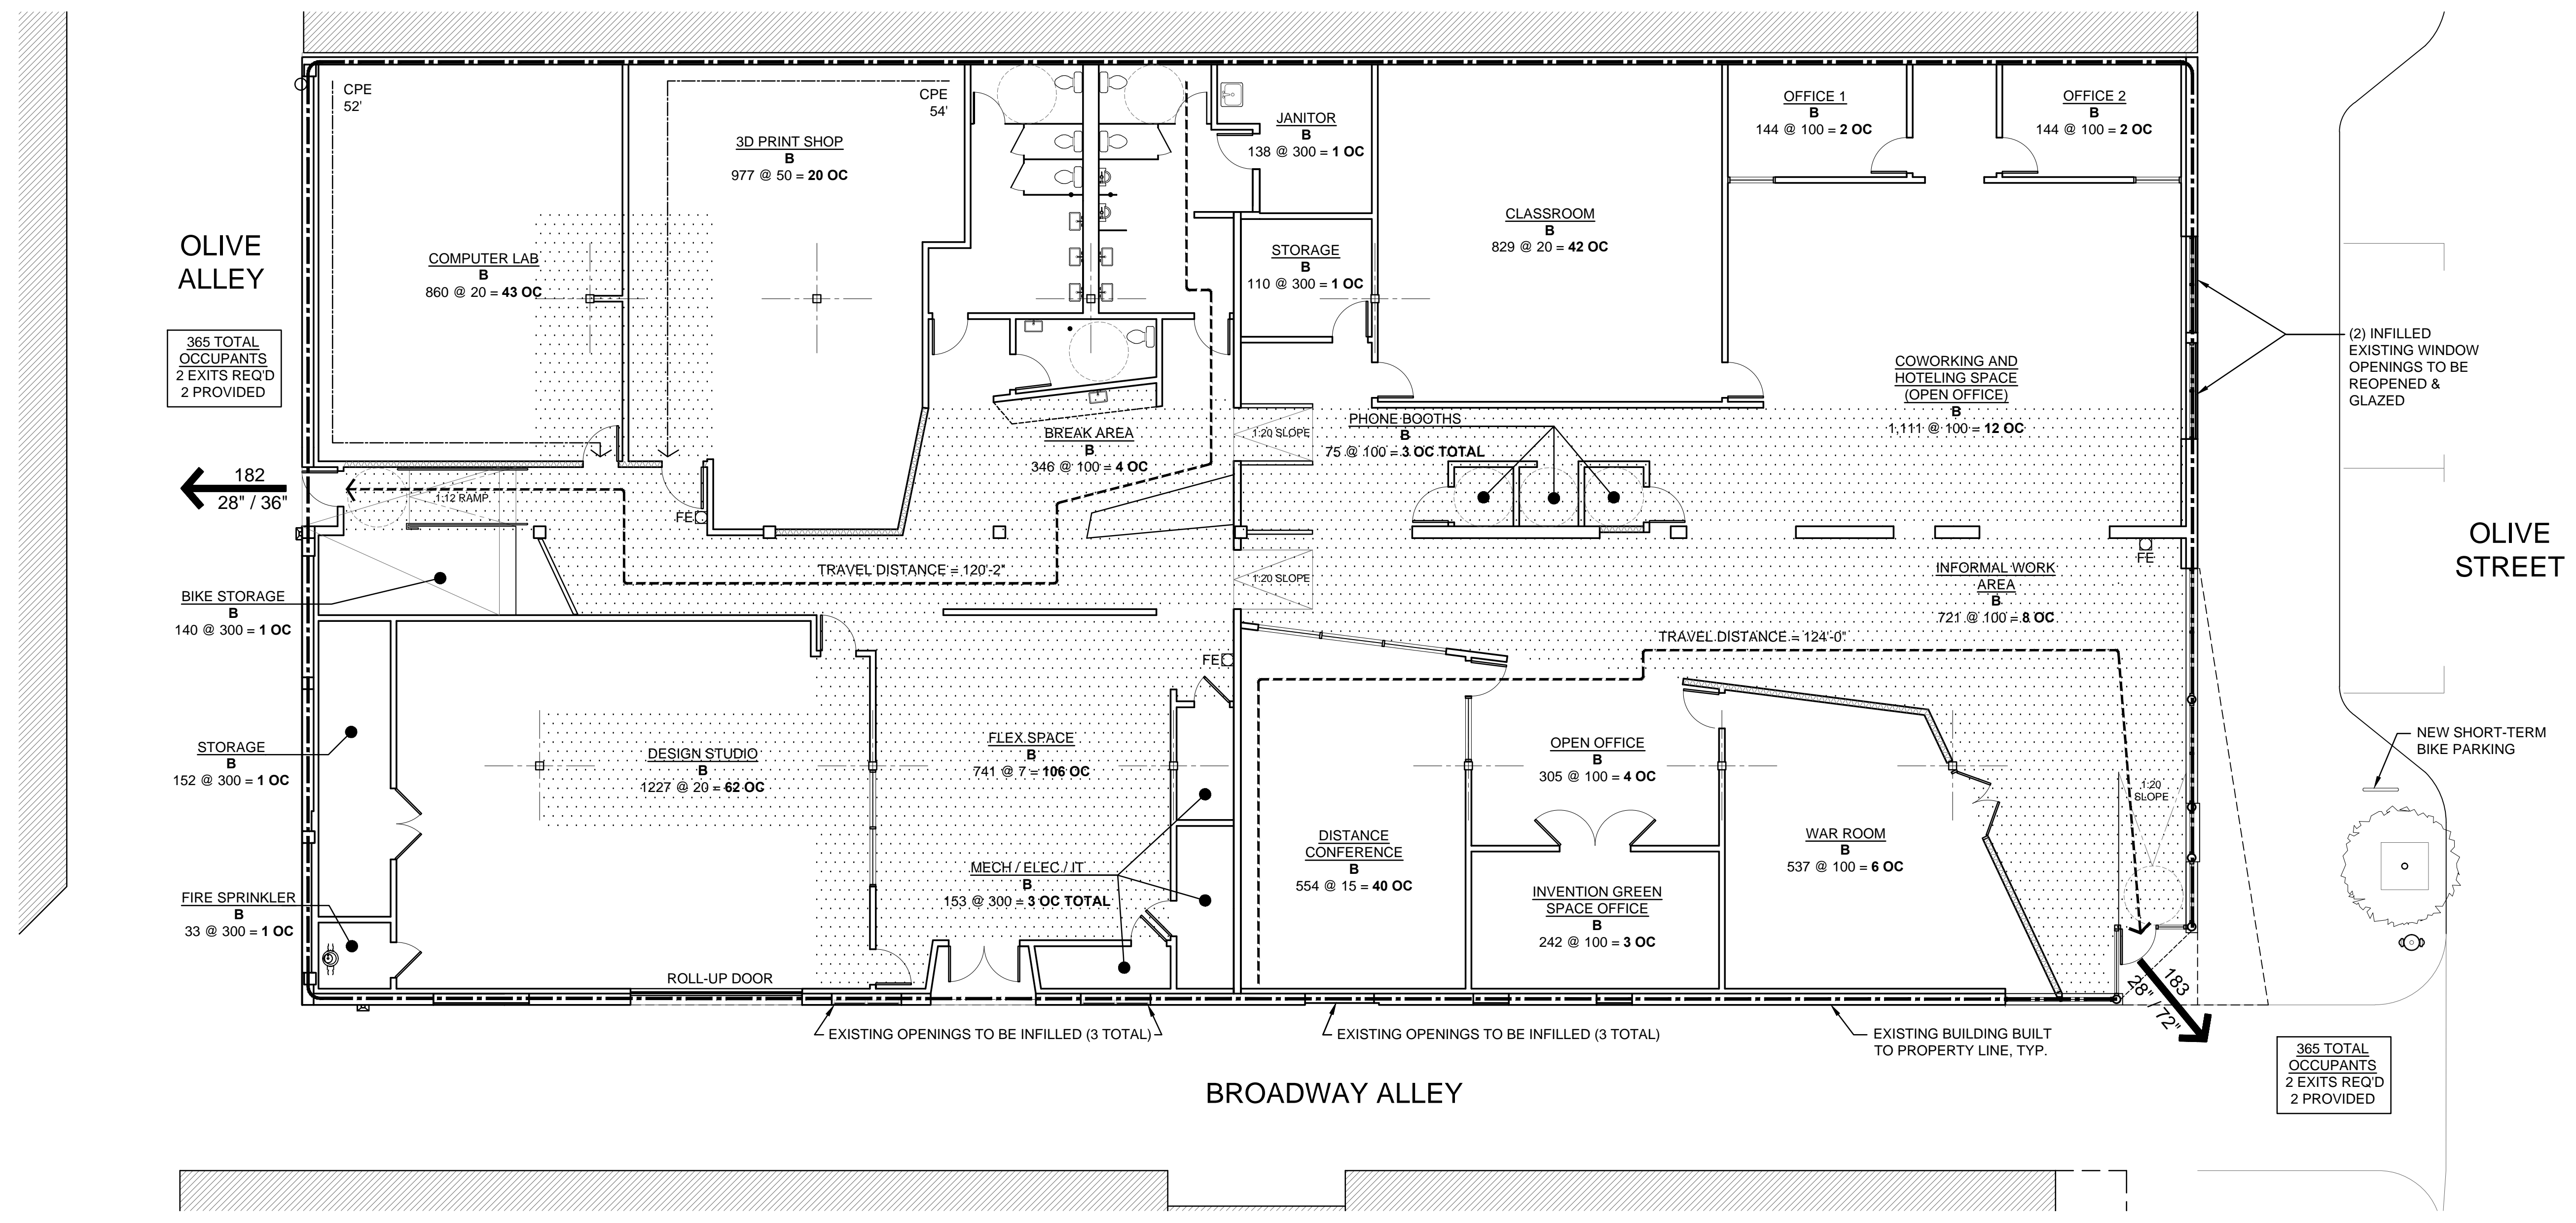 CPE
52'
CPE
54'
3D PRINT SHOP
B
977 @ 50 = 20 OC
JANITOR
B
138 @ 300 = 1 OC
OFFICE 1
B
144 @ 100 = 2 OC
OFFICE 2
B
144 @ 100 = 2 OC
OLIVE
ALLEY
COMPUTER LAB
B
860 @ 20 = 43 OC
STORAGE
B
110 @ 300 = 1 OC
CLASSROOM
B
829 @ 20 = 42 OC
365 TOTAL
OCCUPANTS
2 EXITS REQ'D
2 PROVIDED
(2) INFILLED
EXISTING WINDOW
OPENINGS TO BE
REOPENED &
GLAZED
COWORKING AND
HOTELING SPACE
(OPEN OFFICE)
B
1,111 @ 100 = 12 OC
BREAK AREA
B
346 @ 100 = 4 OC
1:20 SLOPE
PHONE BOOTHS
B
75 @ 100 = 3 OC TOTAL
182
28" / 36"
1:12 RAMP
FE
FE
OLIVE
STREET
TRAVEL DISTANCE = 120'-2"
1:20 SLOPE
INFORMAL WORK
AREA
B
721 @ 100 = 8 OC
BIKE STORAGE
B
140 @ 300 = 1 OC
TRAVEL DISTANCE = 124'-0"
FE
STORAGE
B
152 @ 300 = 1 OC
DESIGN STUDIO
B
1227 @ 20 = 62 OC
FLEX SPACE
B
741 @ 7 = 106 OC
OPEN OFFICE
B
305 @ 100 = 4 OC
NEW SHORT-TERM
BIKE PARKING
1:20
SLOPE
DISTANCE
CONFERENCE
B
554 @ 15 = 40 OC
WAR ROOM
B
537 @ 100 = 6 OC
MECH / ELEC / IT
B
153 @ 300 = 3 OC TOTAL
INVENTION GREEN
SPACE OFFICE
B
242 @ 100 = 3 OC
FIRE SPRINKLER
B
33 @ 300 = 1 OC
ROLL-UP DOOR
183
28" / 72"
EXISTING OPENINGS TO BE INFILLED (3 TOTAL)
EXISTING OPENINGS TO BE INFILLED (3 TOTAL)
EXISTING BUILDING BUILT
TO PROPERTY LINE, TYP.
365 TOTAL
OCCUPANTS
2 EXITS REQ'D
2 PROVIDED
BROADWAY ALLEY